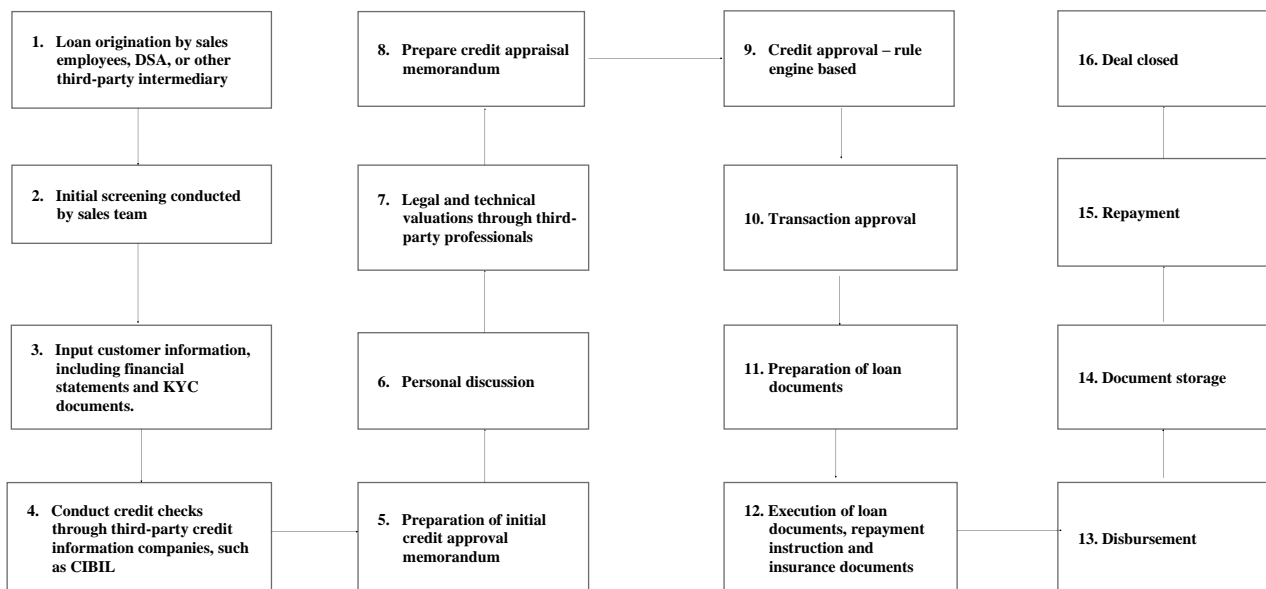 1. Loan origination by sales
employees, DSA, or other
third-party intermediary
2. Initial screening conducted
by sales team
3. Input customer information,
including financial
statements and KYC
documents.
4. Conduct credit checks
through third-party credit
information companies, such
as CIBIL
5. Preparation of initial
credit approval
memorandum
6. Personal discussion
7. Legal and technical
valuations through third-
party professionals
8. Prepare credit appraisal
memorandum
9. Credit approval – rule
engine based
10. Transaction approval
11. Preparation of loan
documents
12. Execution of loan
documents, repayment
instruction and
insurance documents
13. Disbursement
14. Document storage
15. Repayment
16. Deal closed